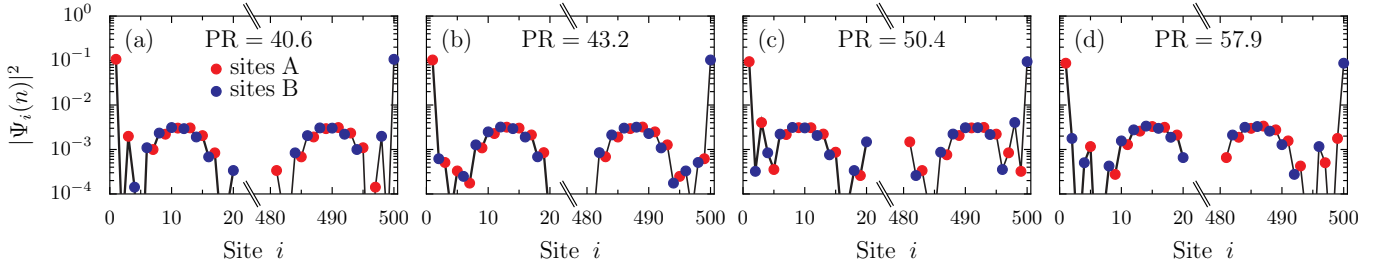 (a) PR = 40.6
sites A
sites B
(b) PR = 43.2
(c) PR = 50.4
(d) PR = 57.9
|Ψ_i(n)|²
10⁰
10⁻¹
10⁻²
10⁻³
10⁻⁴
0 10 20 480 490 500
0 10 20 480 490 500
0 10 20 480 490 500
0 10 20 480 490 500
Site i
Site i
Site i
Site i